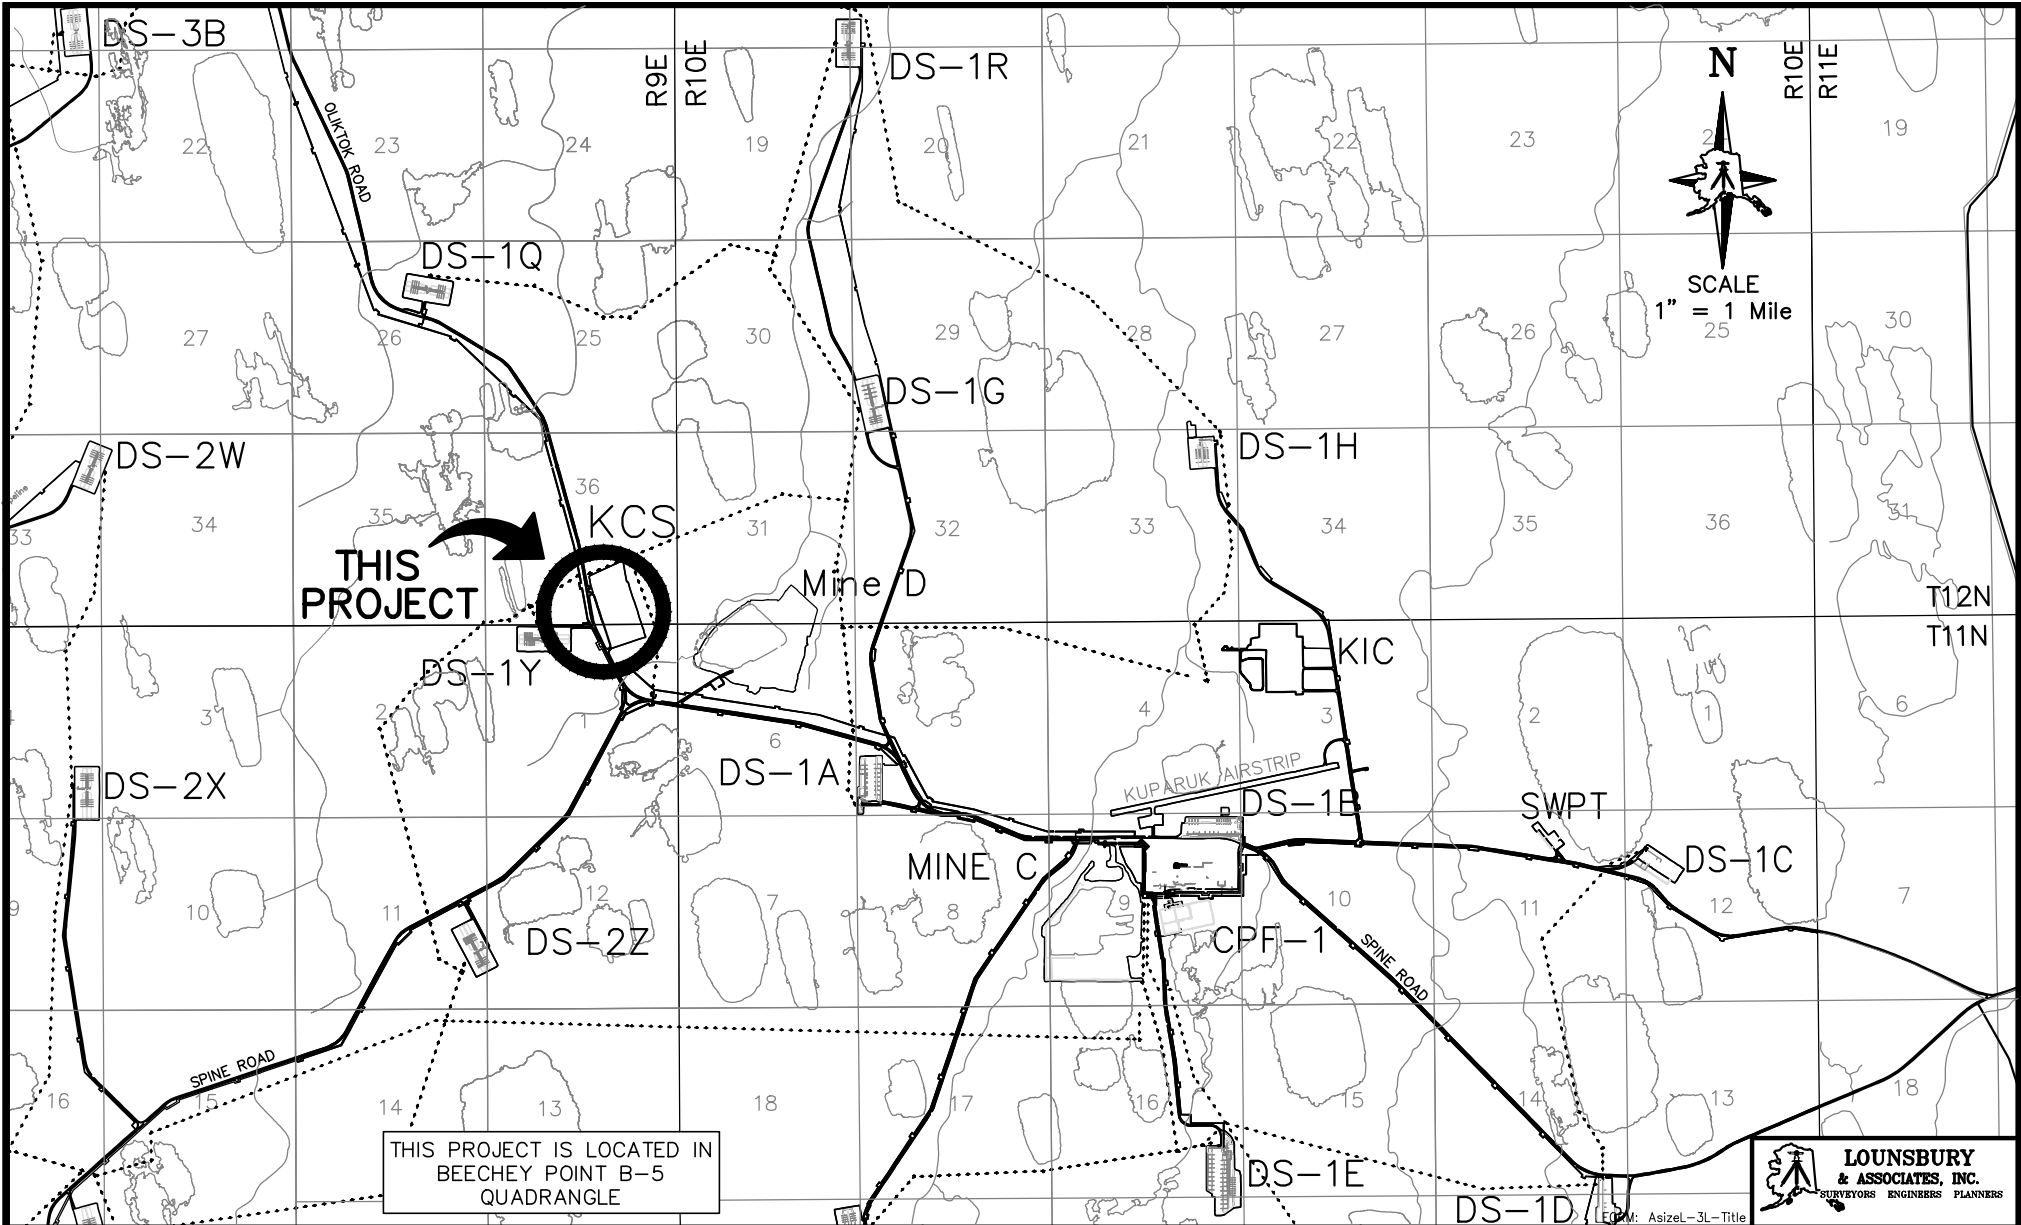 DS-3B
DS-1R
R9E
R10E
N
R10E
R11E
OLIKTOK ROAD
22
23
24
19
20
21
22
23
19
DS-1Q
SCALE
1" = 1 Mile
27
26
25
30
29
28
27
26
25
30
DS-1G
DS-2W
DS-1H
36
33
34
35
KCS
31
32
33
34
35
36
31
THIS
PROJECT
Mine D
T12N
T11N
DS-1Y
KIC
3
2
1
6
5
4
3
2
1
6
DS-2X
DS-1A
KUPARUK AIRSTRIP
DS-1B
SWPT
MINE C
DS-1C
9
10
11
12
7
8
9
10
11
12
7
DS-2Z
CPF-1
SPINE ROAD
SPINE ROAD
16
15
14
13
18
17
16
15
14
13
18
THIS PROJECT IS LOCATED IN
BEECHEY POINT B-5
QUADRANGLE
DS-1E
DS-1D
LOUNSBURY
& ASSOCIATES, INC.
SURVEYORS ENGINEERS PLANNERS
FORM: AsizeL-3L-Title